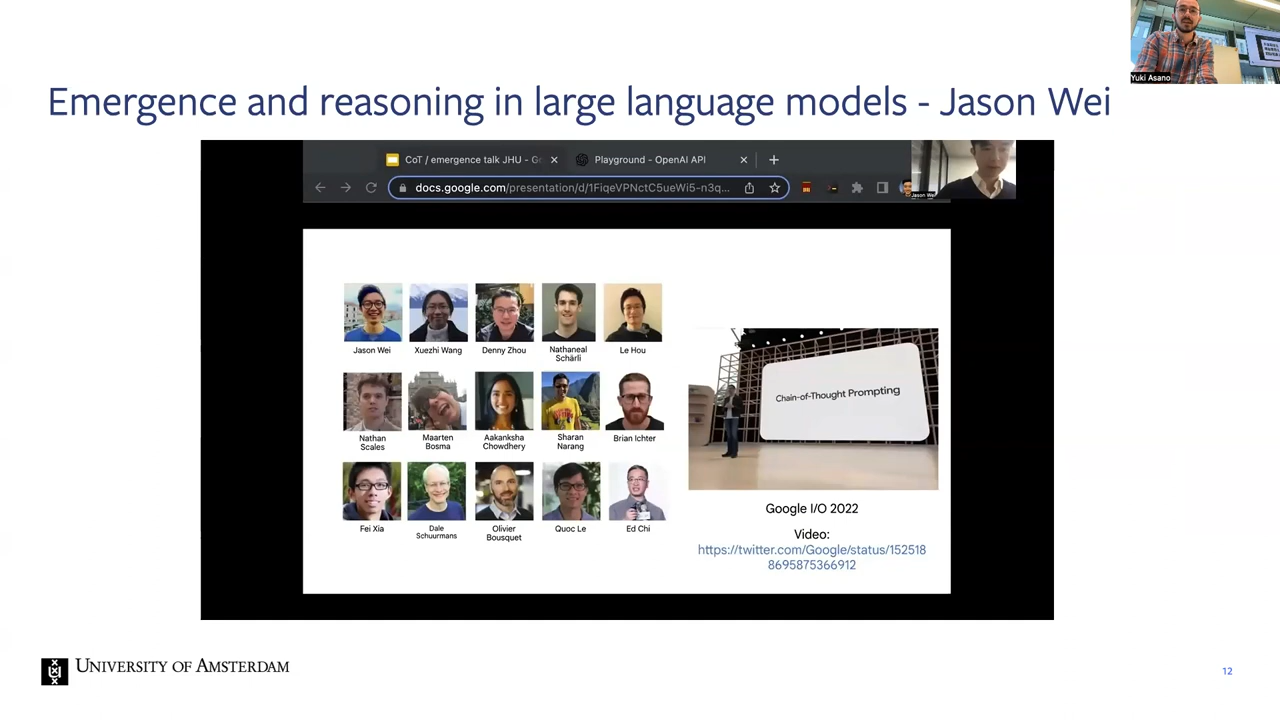 Yuki Asano
Emergence and reasoning in large language models - Jason Wei
CoT / emergence talk JHU - G
Playground - OpenAI API
docs.google.com/presentation/d/1FiqeVPNctC5ueWi5-n3q...
Jason Wei
Jason Wei
Xuezhi Wang
Denny Zhou
Nathaneal
Schärli
Le Hou
Nathan
Scales
Maarten
Bosma
Aakanksha
Chowdhery
Sharan
Narang
Brian Ichter
Fei Xia
Dale
Schuurmans
Olivier
Bousquet
Quoc Le
Ed Chi
Chain-of-Thought Prompting
Google I/O 2022
Video:
https://twitter.com/Google/status/152518
8695875366912
UNIVERSITY OF AMSTERDAM
12